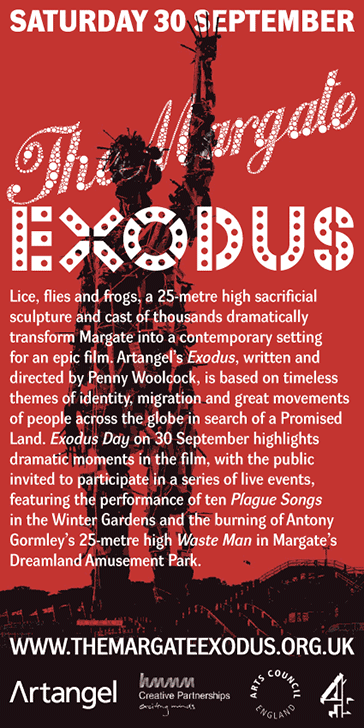 SATURDAY 30 SEPTEMBER
The Margate
EXODUS
Lice, flies and frogs, a 25-metre high sacrificial
sculpture and cast of thousands dramatically
transform Margate into a contemporary setting
for an epic film. Artangel's Exodus, written and
directed by Penny Woolcock, is based on timeless
themes of identity, migration and great movements
of people across the globe in search of a Promised
Land. Exodus Day on 30 September highlights
dramatic moments in the film, with the public
invited to participate in a series of live events,
featuring the performance of ten Plague Songs
in the Winter Gardens and the burning of Antony
Gormley's 25-metre high Waste Man in Margate's
Dreamland Amusement Park.
WWW.THEMARGATEEXODUS.ORG.UK
Artangel
Creative Partnerships
exciting minds
ARTS COUNCIL
ENGLAND
4